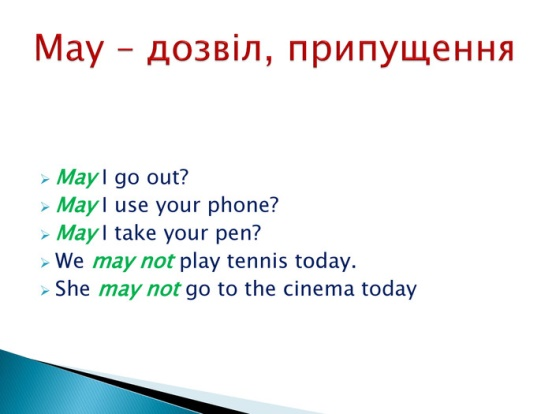 May – дозвіл, припущення
May I go out?
May I use your phone?
May I take your pen?
We may not play tennis today.
She may not go to the cinema today